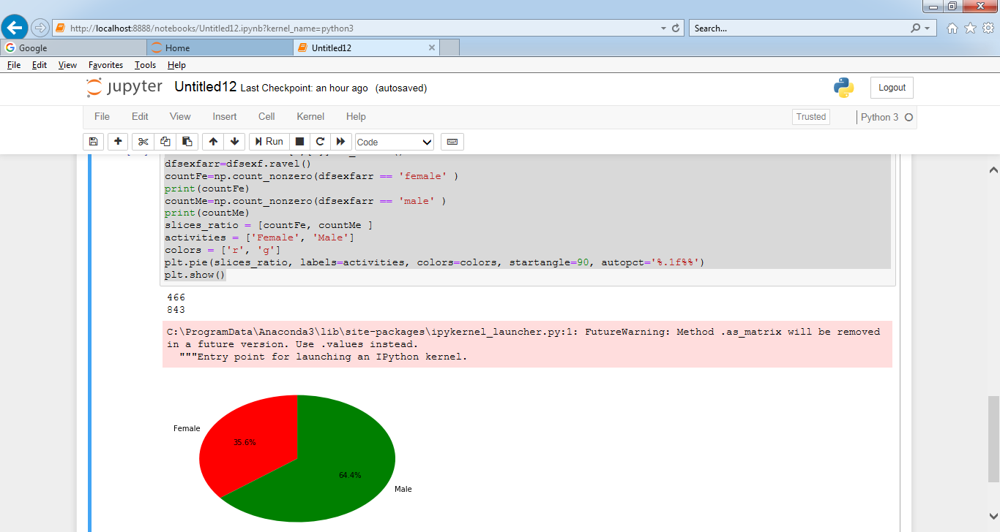 http://localhost:8888/notebooks/Untitled12.ipynb?kernel_name=python3
Search...
Google
Home
Untitled12
File Edit View Favorites Tools Help
jupyter Untitled12 Last Checkpoint: an hour ago (autosaved)
Logout
File Edit View Insert Cell Kernel Help
Trusted
Python 3
Run
Code
dfsexfarr=dfsexf.ravel()
countFe=np.count_nonzero(dfsexfarr == 'female' )
print(countFe)
countMe=np.count_nonzero(dfsexfarr == 'male' )
print(countMe)
slices_ratio = [countFe, countMe ]
activities = ['Female', 'Male']
colors = ['r', 'g']
plt.pie(slices_ratio, labels=activities, colors=colors, startangle=90, autopct='%.1f%%')
plt.show()
466
843
C:\ProgramData\Anaconda3\lib\site-packages\ipykernel_launcher.py:1: FutureWarning: Method .as_matrix will be removed
in a future version. Use .values instead.
"""Entry point for launching an IPython kernel.
Female
35.6%
64.4%
Male